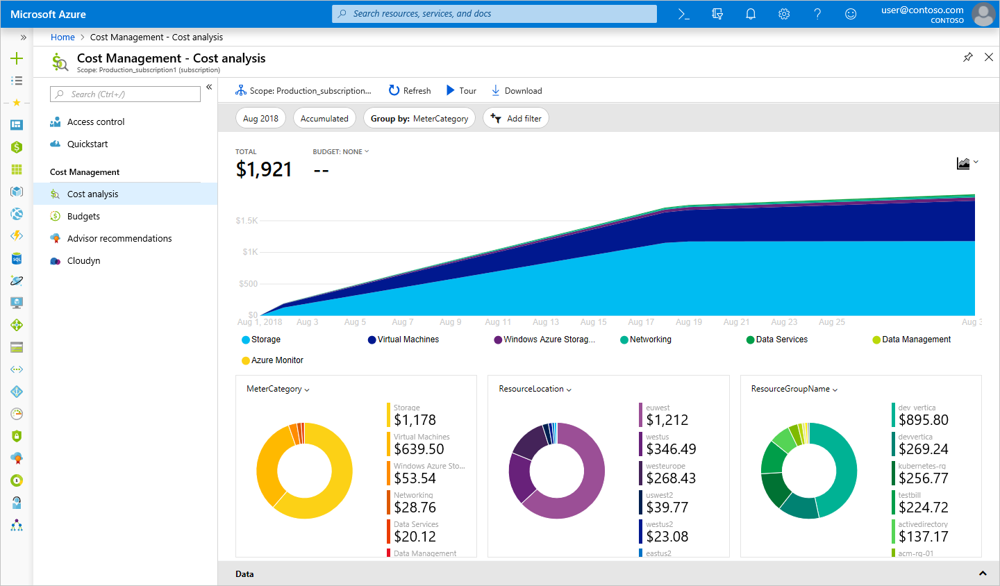 Microsoft Azure
Search resources, services, and docs
user@contoso.com
CONTOSO
Home > Cost Management - Cost analysis
Cost Management - Cost analysis
Scope: Production_subscription1 (subscription)
Search (Ctrl+/)
Access control
Quickstart
Cost Management
Cost analysis
Budgets
Advisor recommendations
Cloudyn
SQL
Scope: Production_subscription...
Refresh
Tour
Download
Aug 2018
Accumulated
Group by: MeterCategory
Add filter
TOTAL
$1,921
BUDGET: NONE
--
$1.5K
$1K
$500
$0
Aug 1, 2018 Aug 3 Aug 5 Aug 7 Aug 9 Aug 11 Aug 13 Aug 15 Aug 17 Aug 19 Aug 21 Aug 23 Aug 25 Aug
Storage
Virtual Machines
Windows Azure Storag...
Networking
Data Services
Data Management
Azure Monitor
MeterCategory
Storage
$1,178
Virtual Machines
$639.50
Windows Azure Sto...
$53.54
Networking
$28.76
Data Services
$20.12
Data Management
ResourceLocation
euwest
$1,212
westus
$346.49
westeurope
$268.43
uswest2
$39.77
westus2
$23.08
eastus2
ResourceGroupName
dev vertica
$895.80
devvertica
$269.24
kubernetes-rg
$256.77
testbill
$224.72
activedirectory
$137.17
acm-rg-01
Data